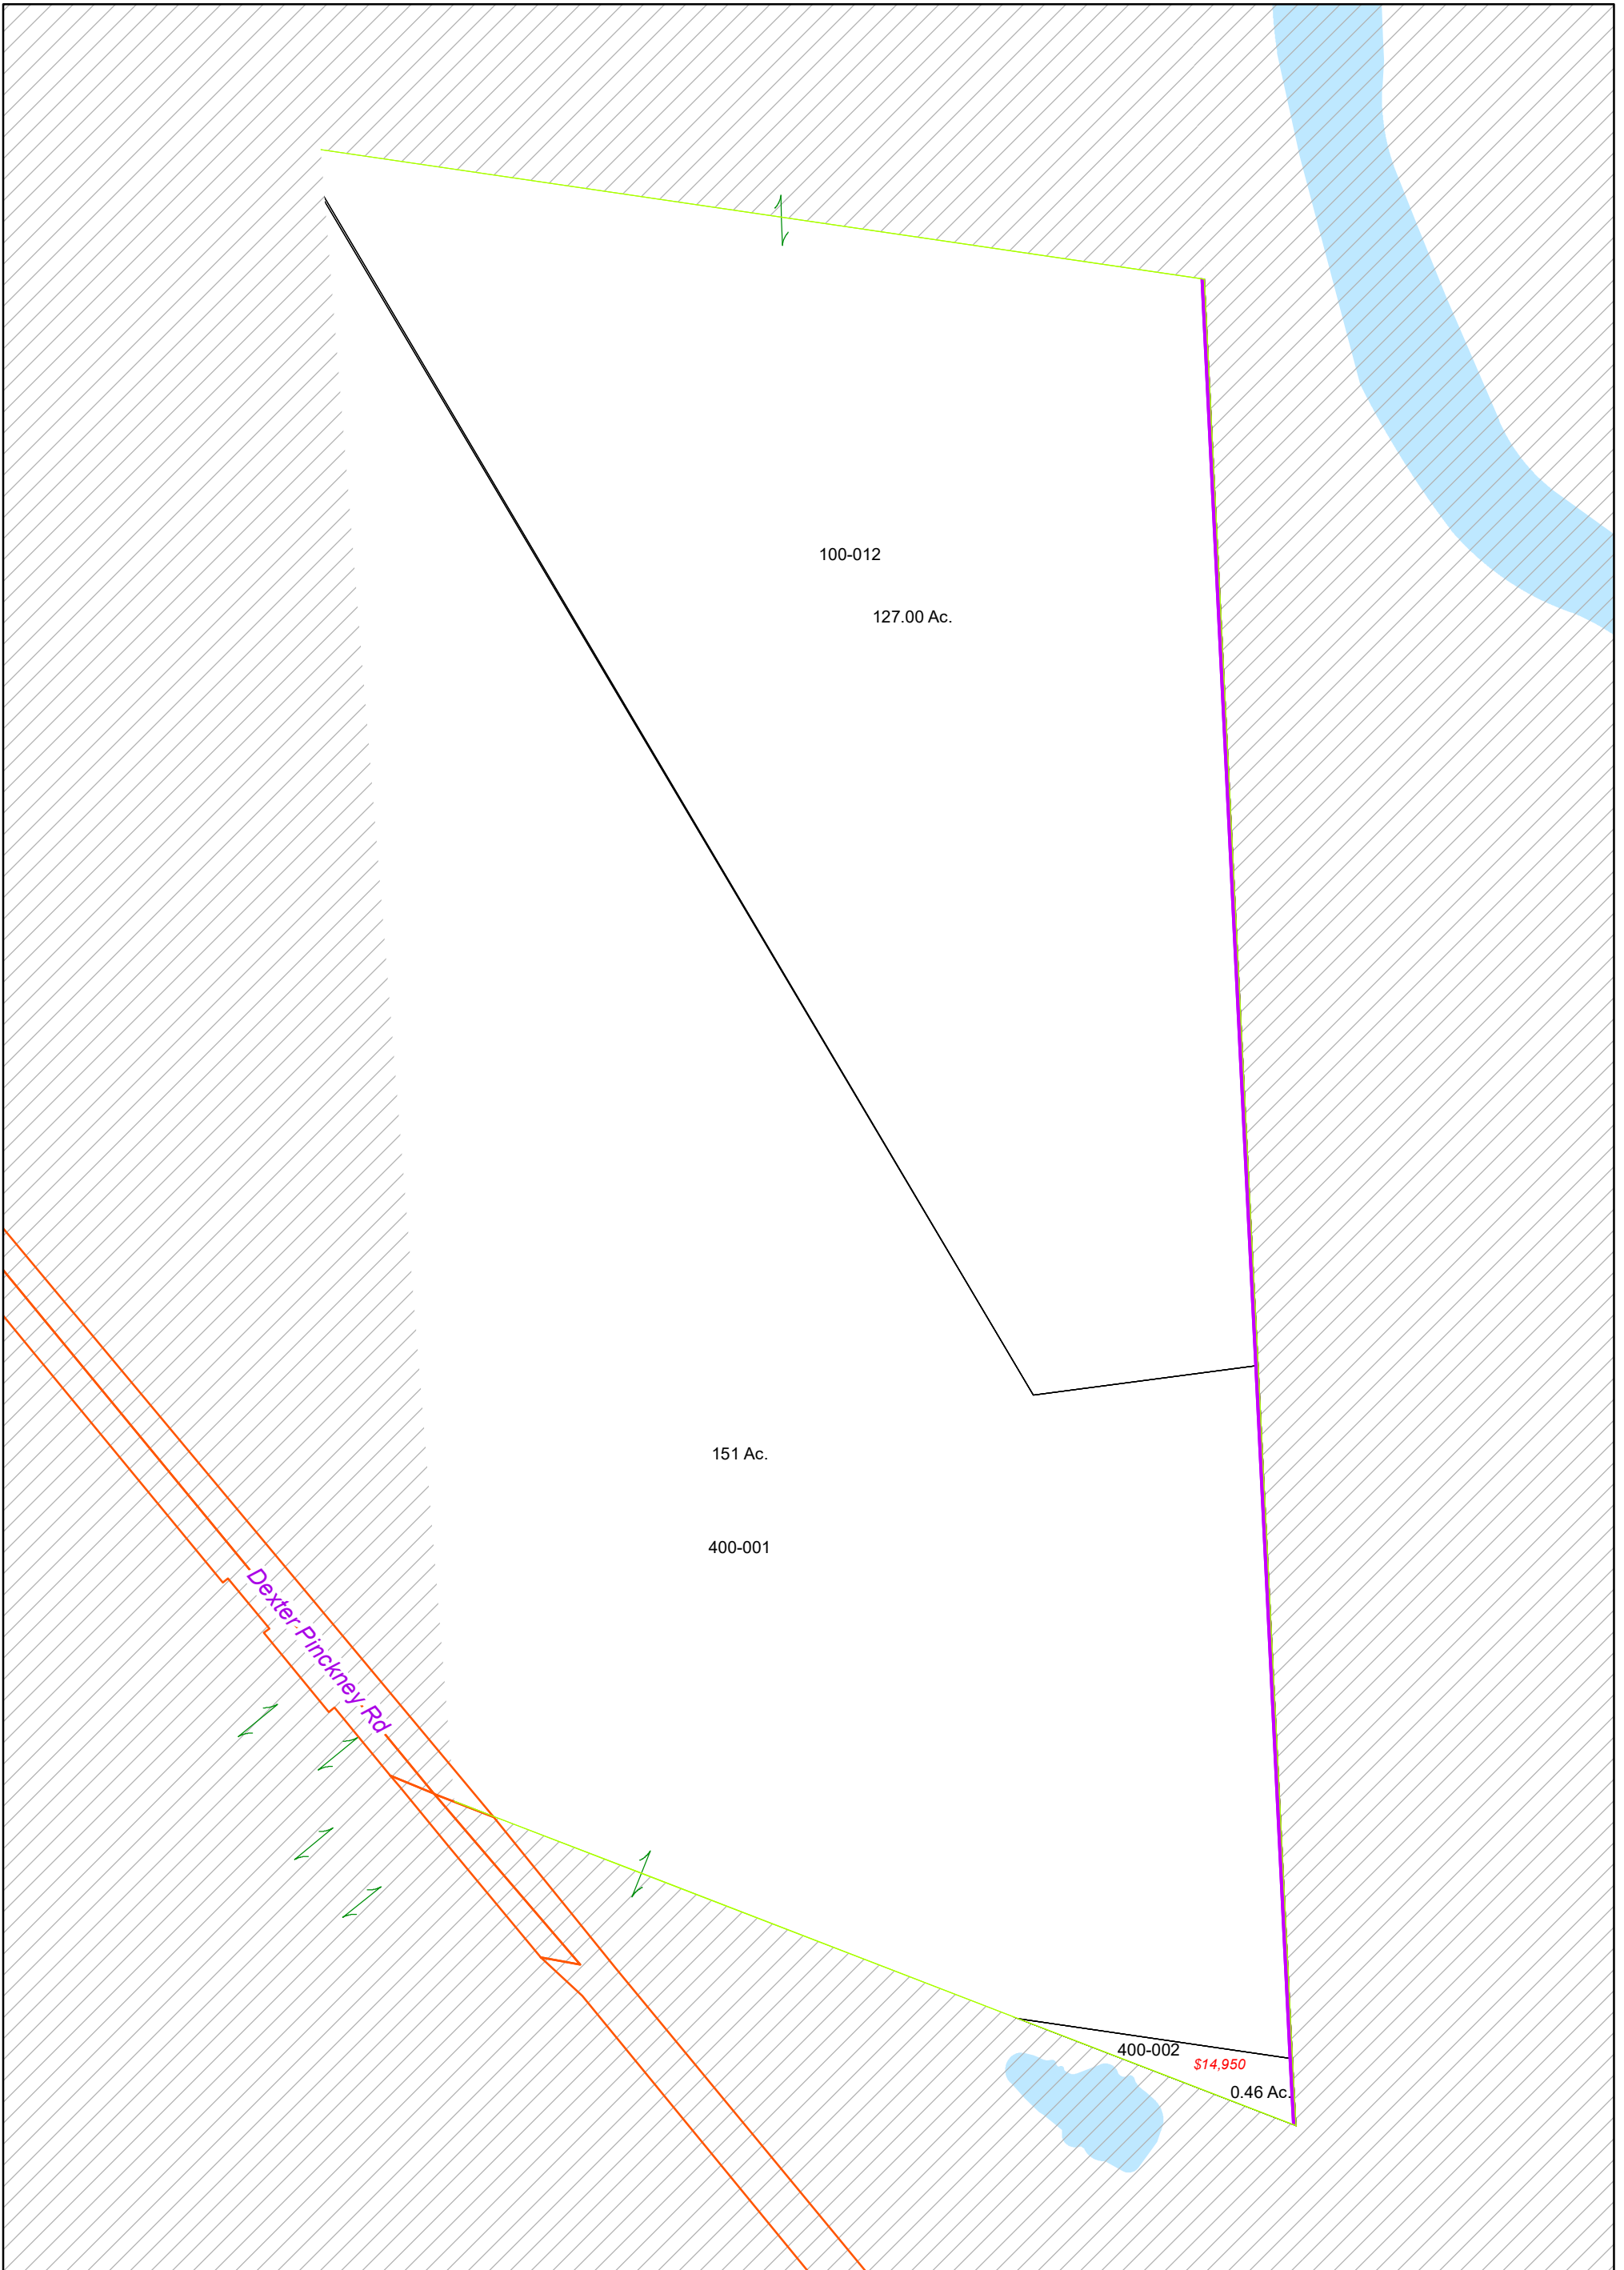 100-012
127.00 Ac.
151 Ac.
400-001
Dexter Pinckney Rd
400-002
$14,950
0.46 Ac.